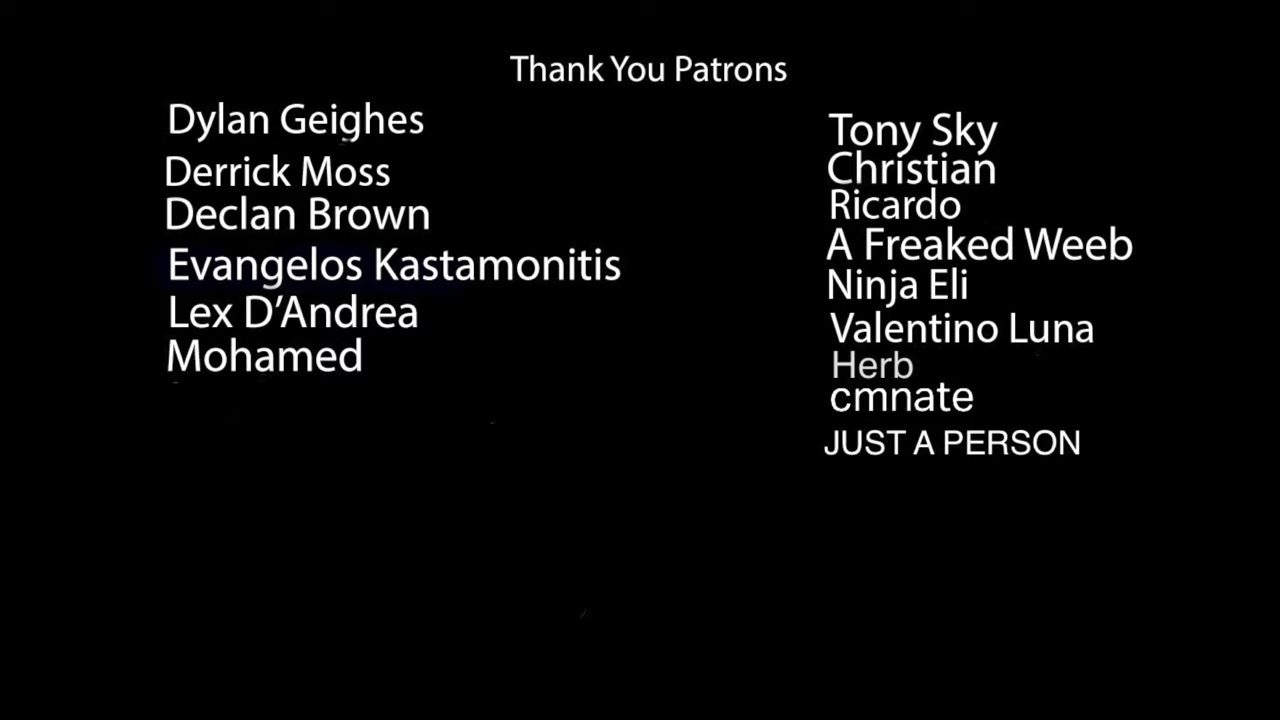 Thank You Patrons
Dylan Geighes
Derrick Moss
Declan Brown
Evangelos Kastamonitis
Lex D’Andrea
Mohamed
Tony Sky
Christian
Ricardo
A Freaked Weeb
Ninja Eli
Valentino Luna
Herb
cmnate
JUST A PERSON